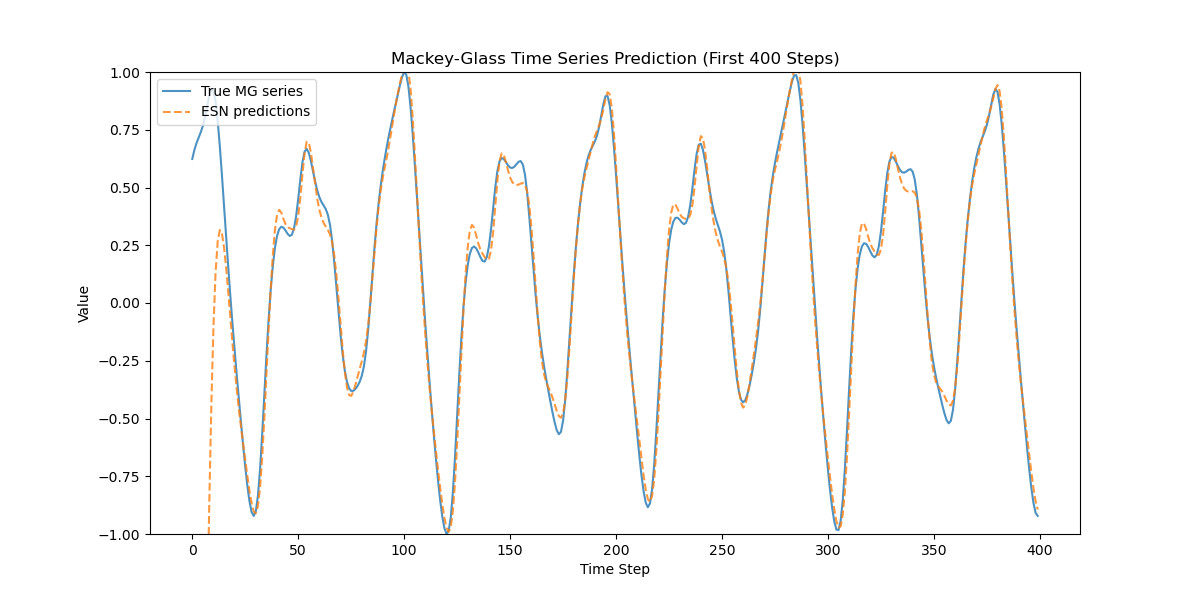 Mackey-Glass Time Series Prediction (First 400 Steps)
True MG series
ESN predictions
1.00
0.75
0.50
0.25
0.00
−0.25
−0.50
−0.75
−1.00
Value
0 50 100 150 200 250 300 350 400
Time Step